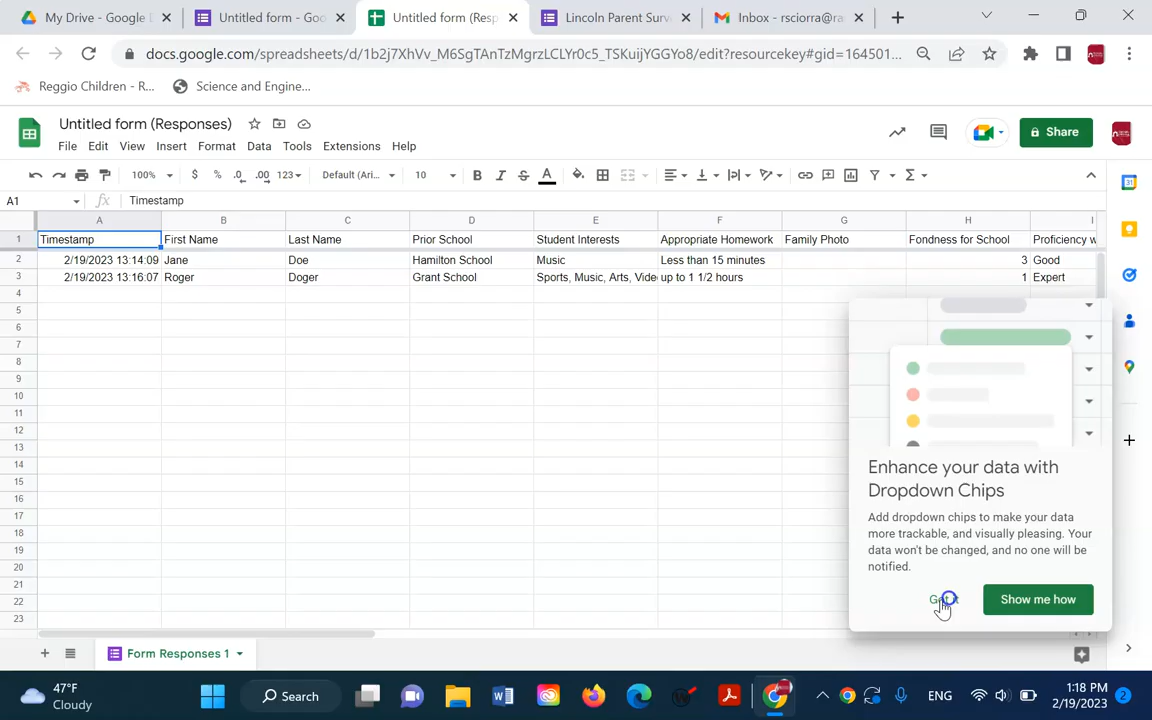 My Drive - Google
Untitled form - Goo
Untitled form (Resp
Lincoln Parent Surv
Inbox - rsciorra@ra
docs.google.com/spreadsheets/d/1b2j7XhVv_M6SgTAnTzMgrzLCLYr0c5_TSKuijYGGYo8/edit?resourcekey#gid=164501...
Reggio Children - R...
Science and Engine...
Untitled form (Responses)
Share
File Edit View Insert Format Data Tools Extensions Help
100% $ % .0 .00 123 Default (Ari... 10 B I S A
A1 fx Timestamp
A B C D E F G H I
1 Timestamp First Name Last Name Prior School Student Interests Appropriate Homework Family Photo Fondness for School Proficiency w
2 2/19/2023 13:14:09 Jane Doe Hamilton School Music Less than 15 minutes 3 Good
3 2/19/2023 13:16:07 Roger Doger Grant School Sports, Music, Arts, Vide up to 1 1/2 hours 1 Expert
4
5
6
7
8
9
10
11
12
13
14
15
16
17
18
19
20
21
22
23
Enhance your data with
Dropdown Chips
Add dropdown chips to make your data
more trackable, and visually pleasing. Your
data won't be changed, and no one will be
notified.
Got it
Show me how
Form Responses 1
47°F
Cloudy
Search
ENG
1:18 PM
2/19/2023
2